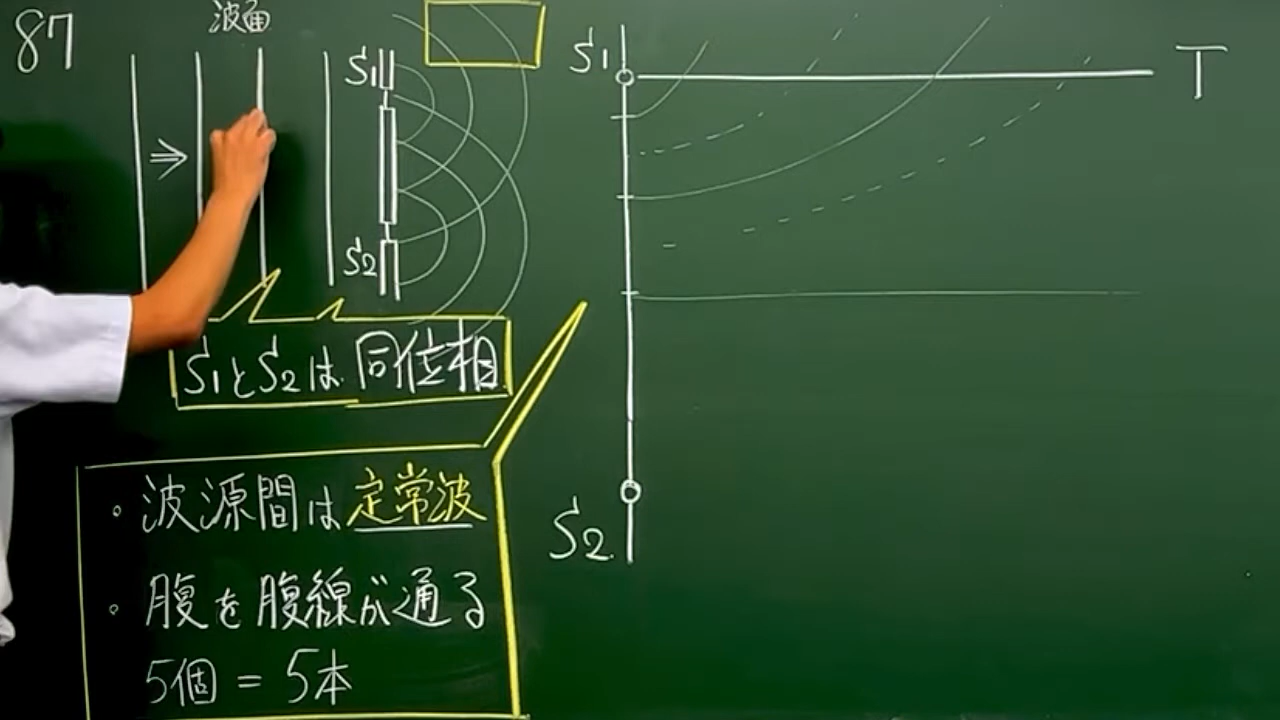 87
波面
S1
S2
S1とS2は同位相
・波源間は定常波
・腹を腹線が通る
5個 = 5本
S1
T
S2